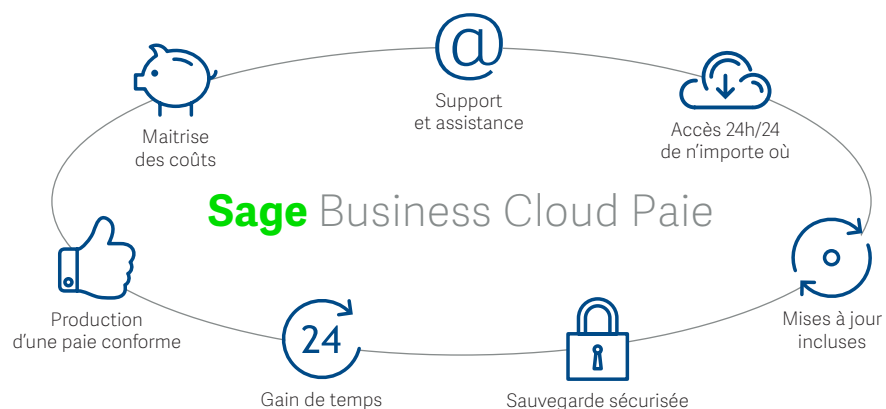 @
Support
et assistance
Maitrise
des coûts
Accès 24h/24
de n'importe où
Sage Business Cloud Paie
Production
d'une paie conforme
24
Gain de temps
Sauvegarde sécurisée
Mises à jour
incluses